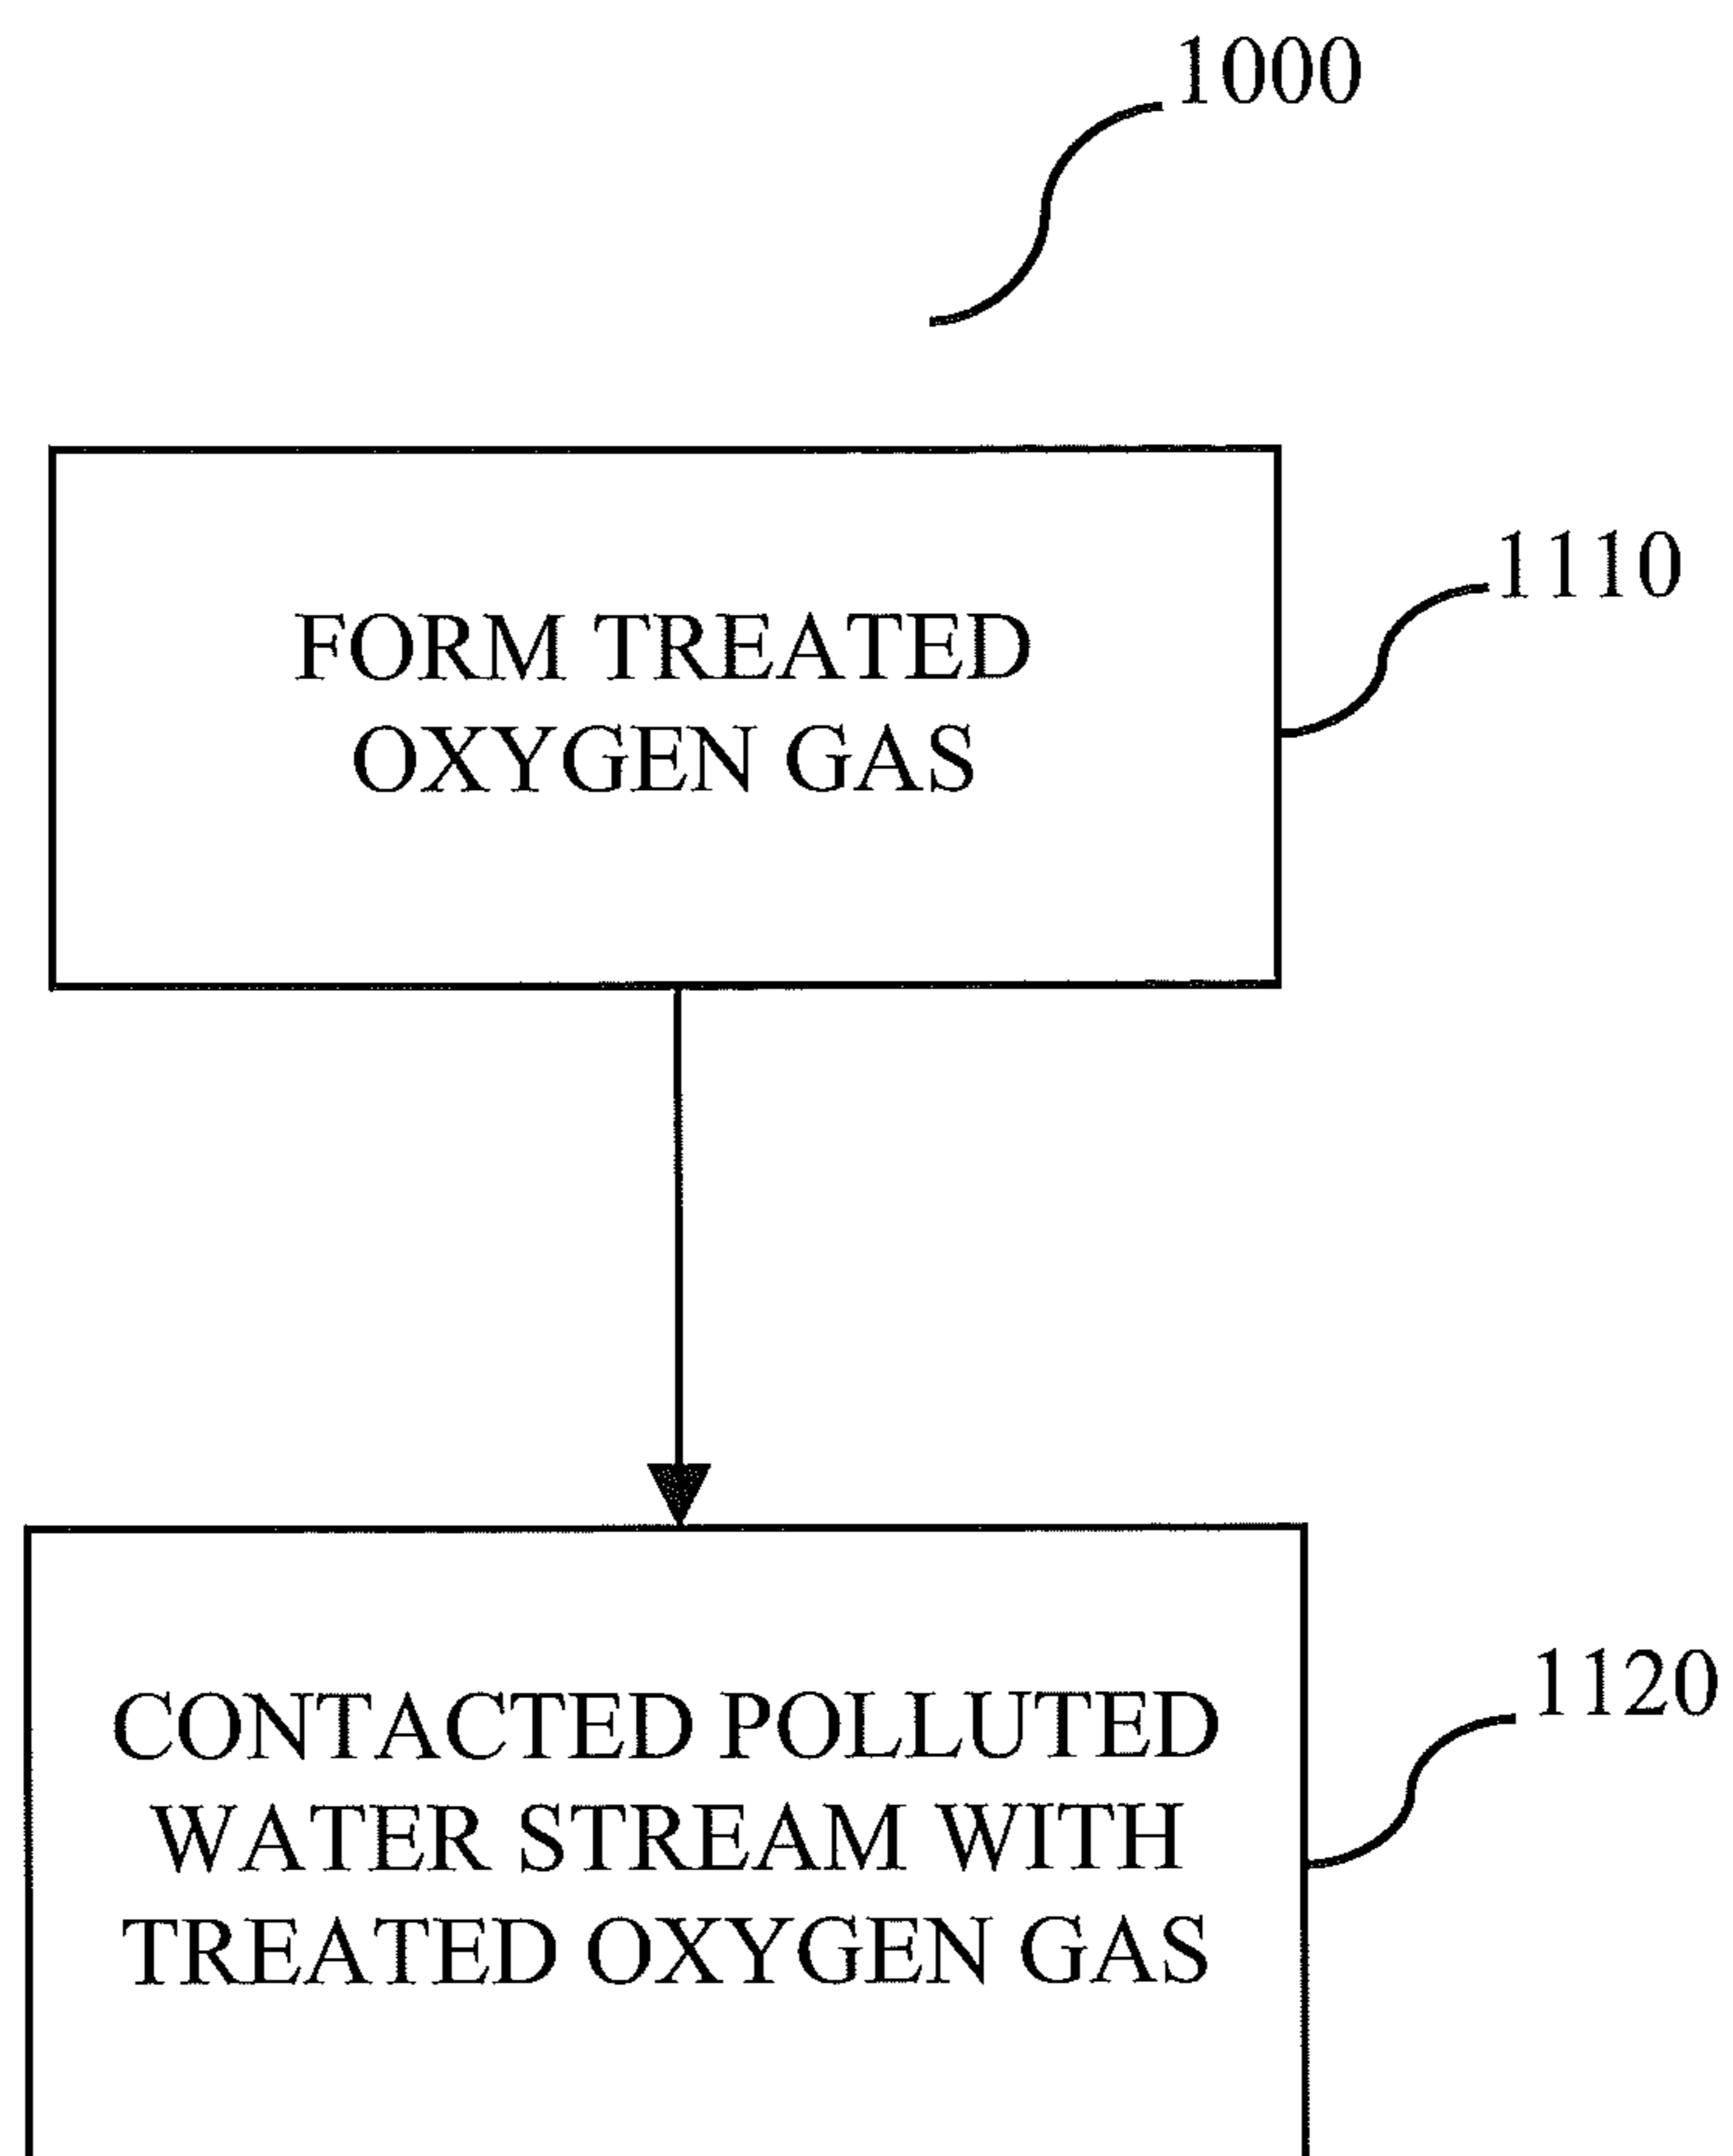 1000
1110
FORM TREATED
OXYGEN GAS
1120
CONTACTED POLLUTED
WATER STREAM WITH
TREATED OXYGEN GAS